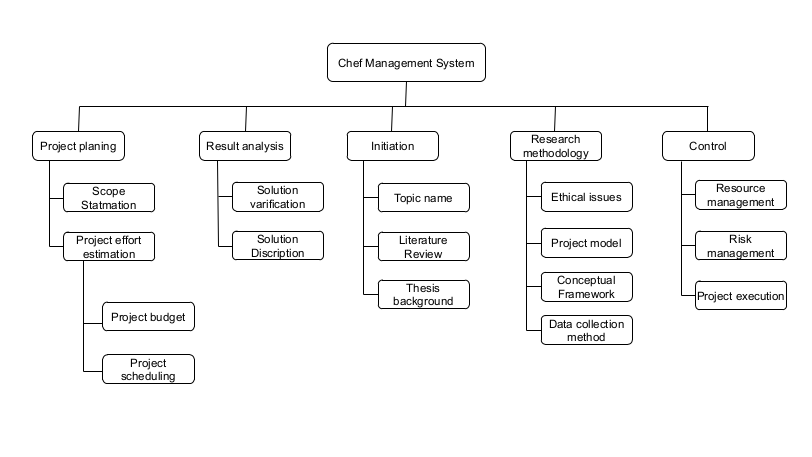 Chef Management System
Project planing
Result analysis
Initiation
Research
methodology
Control
Scope
Statmation
Project effort
estimation
Project budget
Project
scheduling
Solution
varification
Solution
Discription
Topic name
Literature
Review
Thesis
background
Ethical issues
Project model
Conceptual
Framework
Data collection
method
Resource
management
Risk
management
Project execution